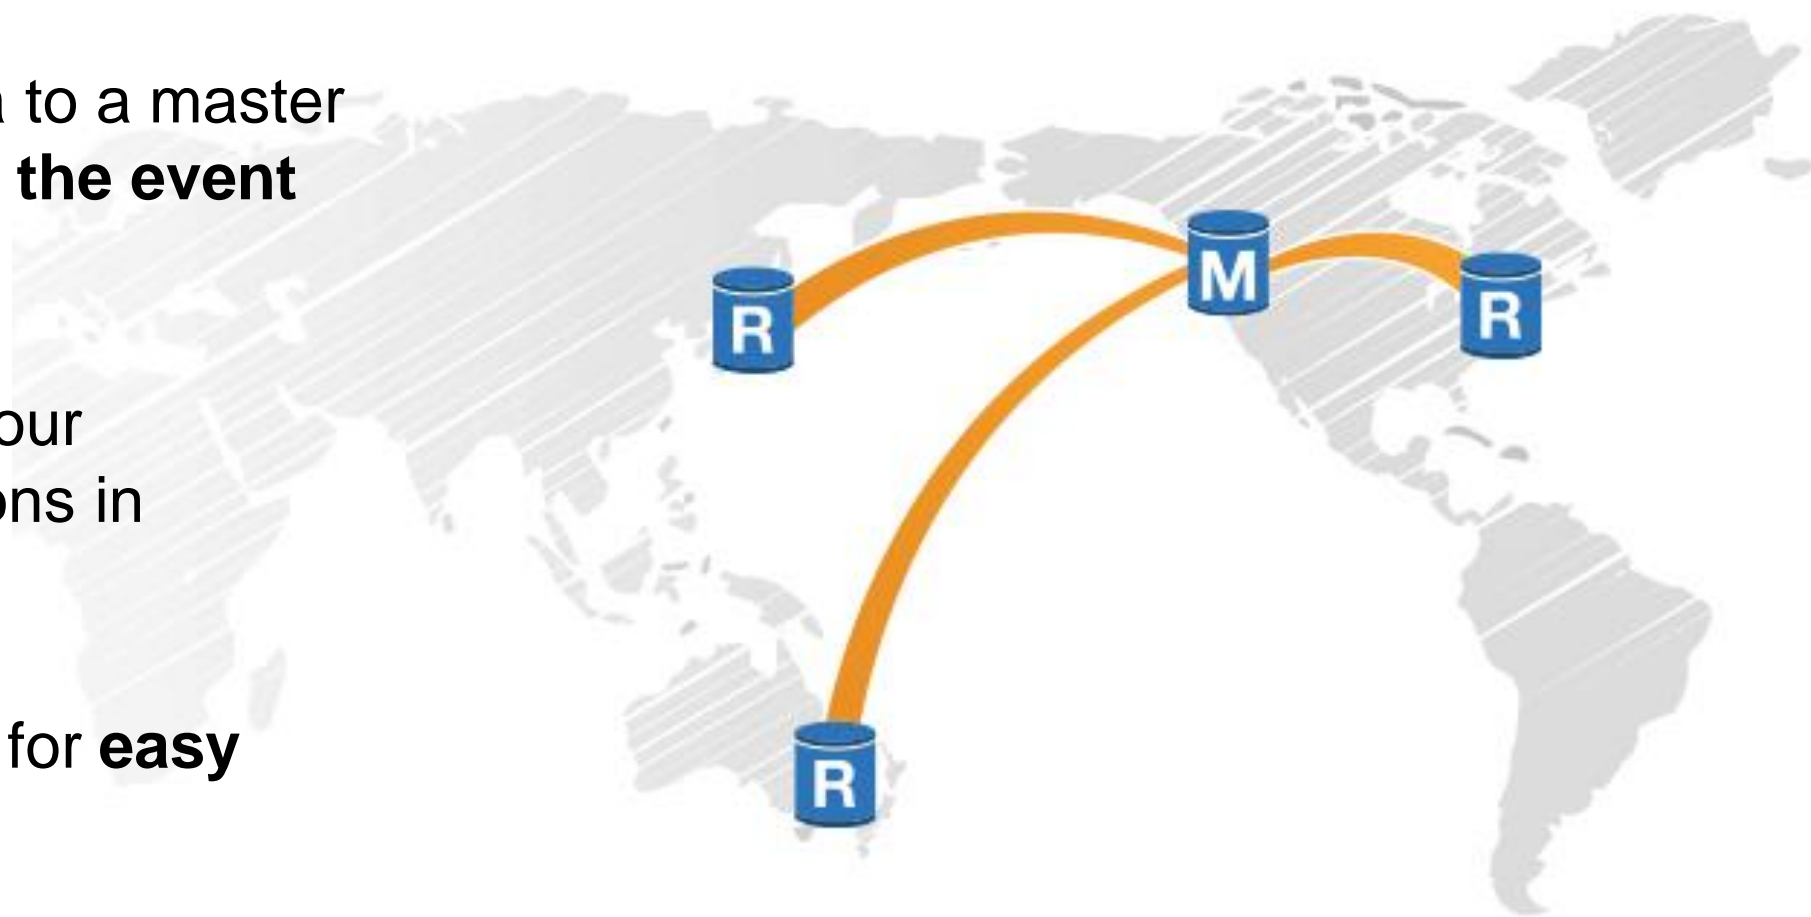 a to a master
the event
our
ons in
for easy
R
M
R
R